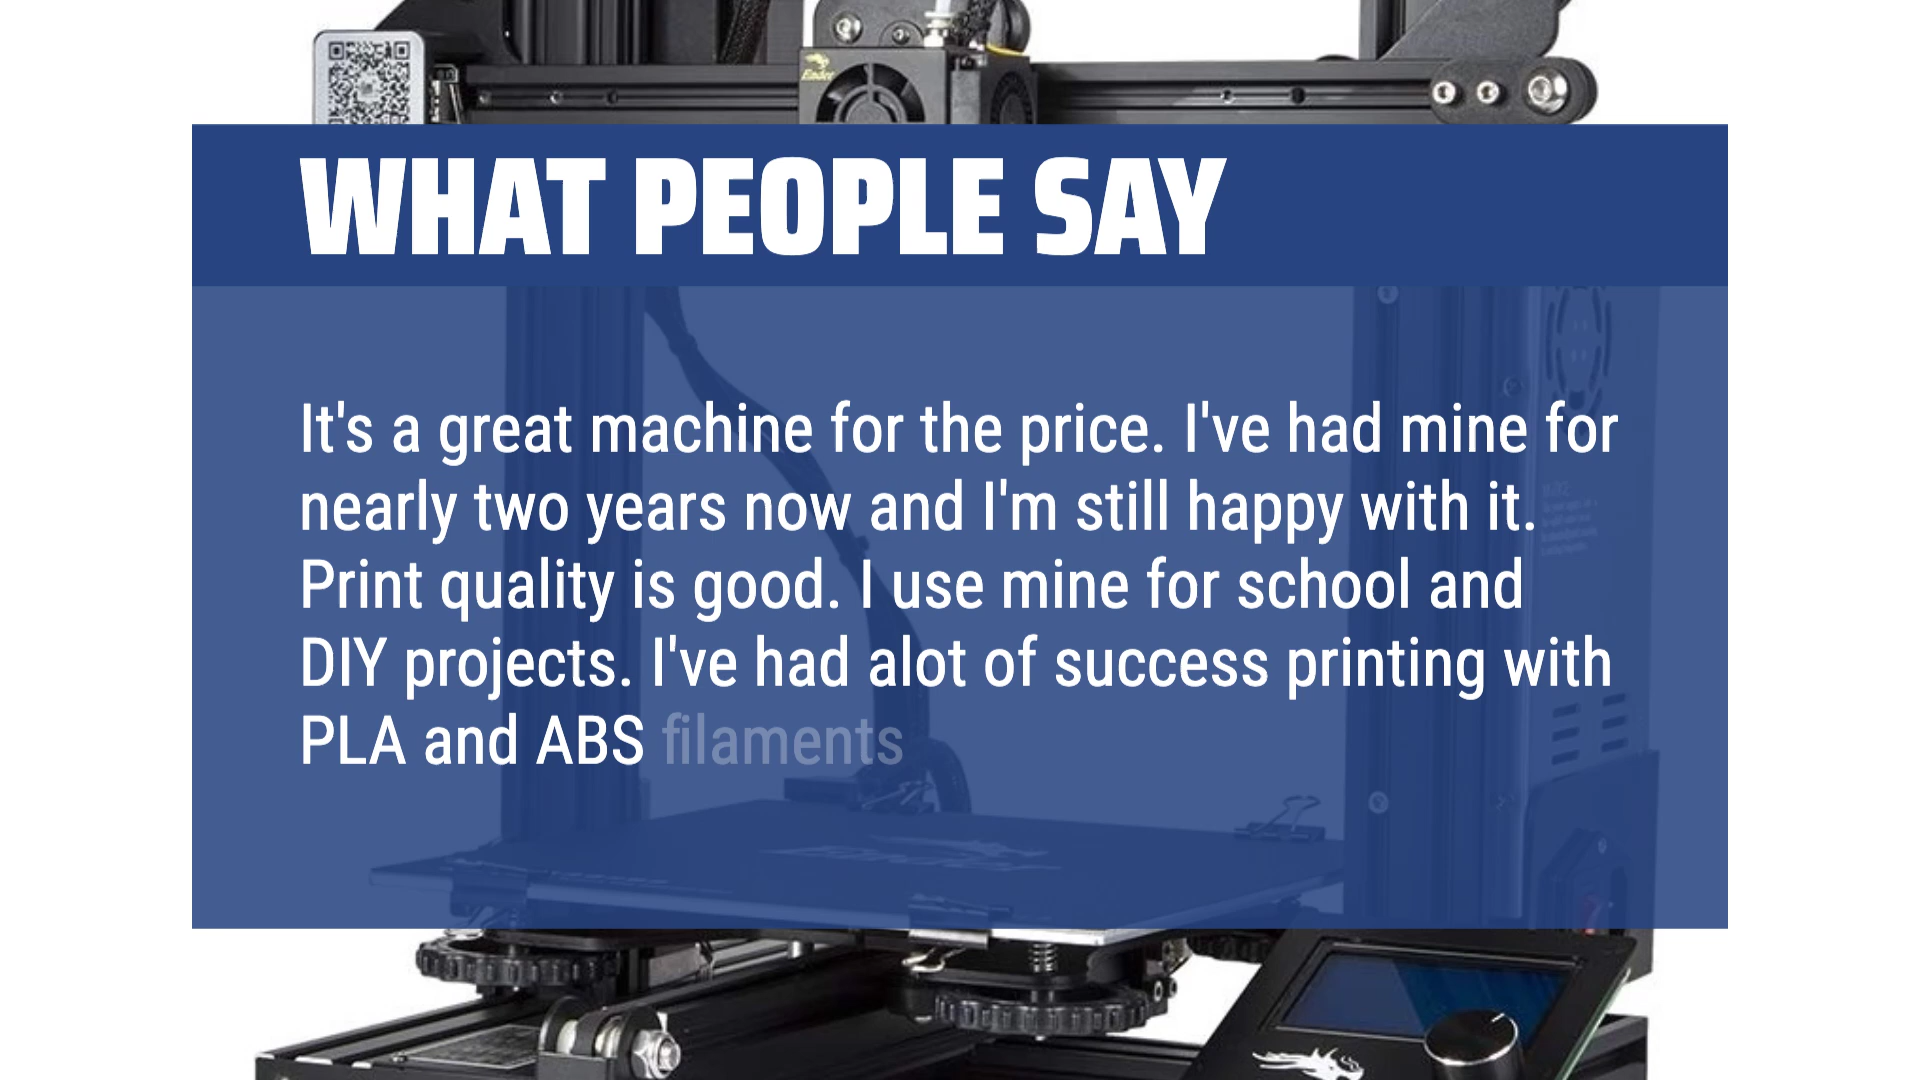 Ender
WHAT PEOPLE SAY
It's a great machine for the price. I've had mine for
nearly two years now and I'm still happy with it.
Print quality is good. I use mine for school and
DIY projects. I've had alot of success printing with
PLA and ABS filaments